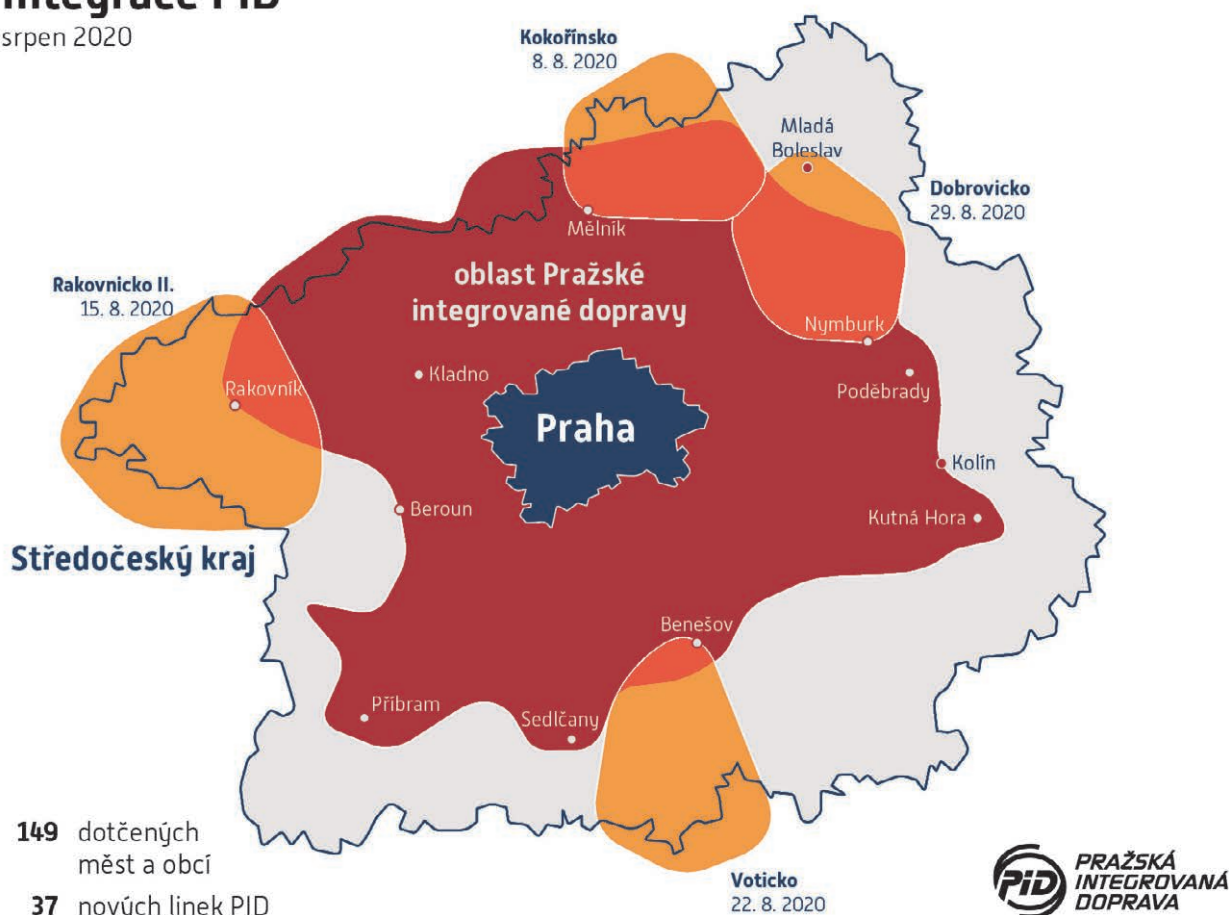 srpen 2020
Kokořínsko
8. 8. 2020
Mladá
Boleslav
Dobrovicko
29. 8. 2020
Mělník
Rakovnicko II.
15. 8. 2020
oblast Pražské
integrované dopravy
Nymburk
Rakovník
Kladno
Poděbrady
Praha
Kolín
Beroun
Kutná Hora
Středočeský kraj
Benešov
Příbram
Sedlčany
149 dotčených
měst a obcí
37 nových linek PID
Voticko
22. 8. 2020
PID
PRAŽSKÁ
INTEGROVANÁ
DOPRAVA